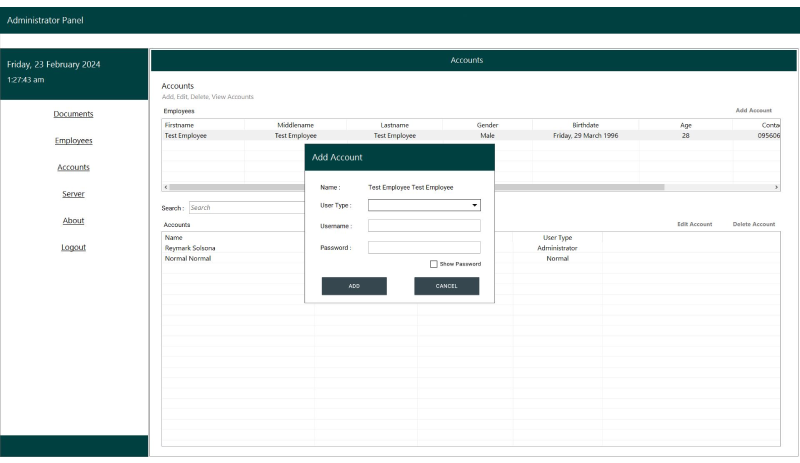 Administrator Panel
Friday, 23 February 2024
1:27:43 am
Documents
Employees
Accounts
Server
About
Logout
Accounts
Accounts
Add, Edit, Delete, View Accounts
Employees Add Account
Firstname Middlename Lastname Gender Birthdate Age Conta
Test Employee Test Employee Test Employee Male Friday, 29 March 1996 28 095606
Search : Search
Accounts Edit Account Delete Account
Name User Type
Reymark Solsona Administrator
Normal Normal Normal
Add Account
Name : Test Employee Test Employee
User Type :
Username :
Password :
Show Password
ADD CANCEL